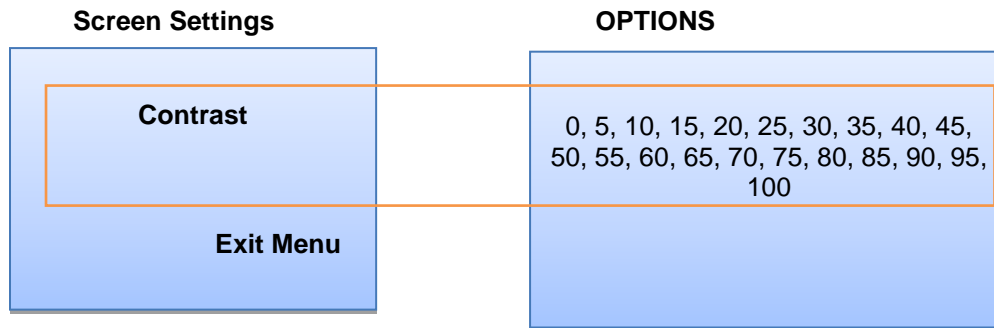 Screen Settings
OPTIONS
Contrast
0, 5, 10, 15, 20, 25, 30, 35, 40, 45,
50, 55, 60, 65, 70, 75, 80, 85, 90, 95,
100
Exit Menu